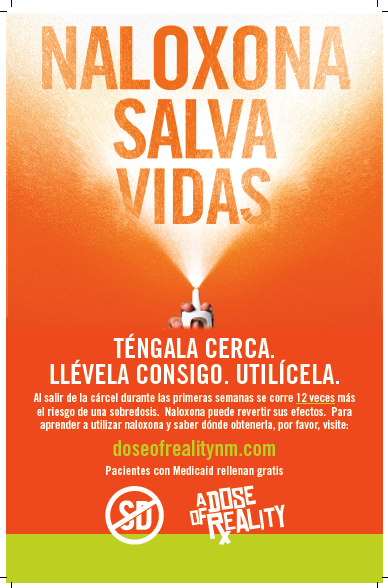 NALOXONA
SALVA
VIDAS
TÉNGALA CERCA.
LLÉVELA CONSIGO. UTILÍCELA.
Al salir de la cárcel durante las primeras semanas se corre 12 veces más
el riesgo de una sobredosis. Naloxona puede revertir sus efectos. Para
aprender a utilizar naloxona y saber dónde obtenerla, por favor, visite:
doseofrealitynm.com
Pacientes con Medicaid rellenan gratis
SD
A DOSE
OF REALITY